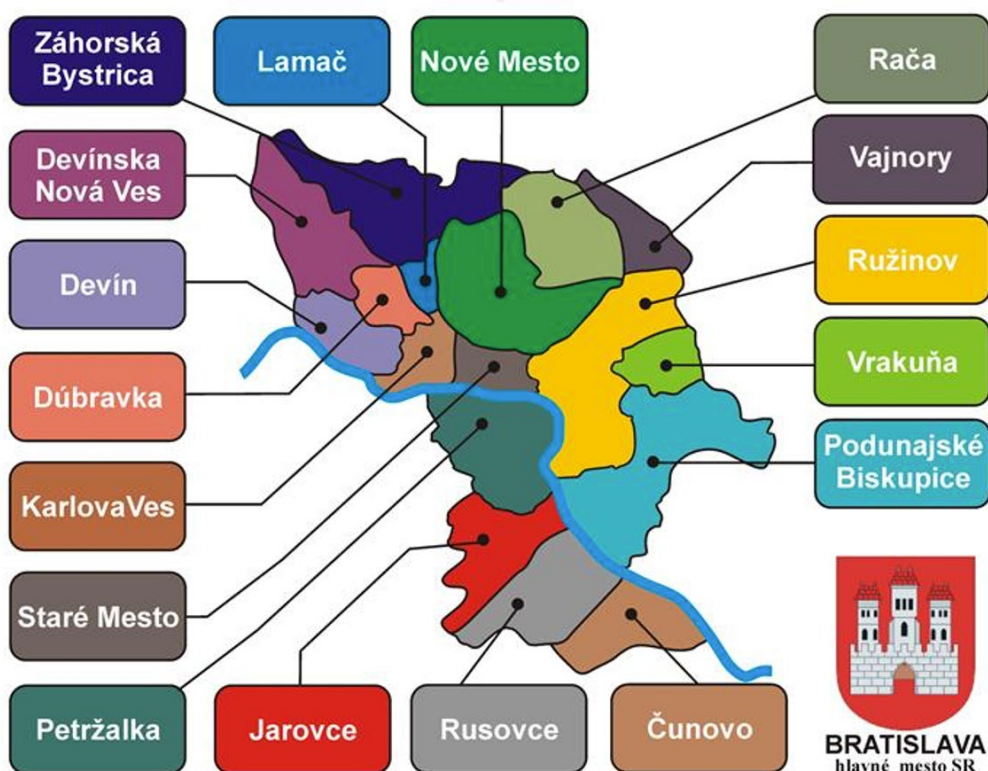 Záhorská
Bystrica
Lamač
Nové Mesto
Rača
Devínska
Nová Ves
Vajnory
Devín
Ružinov
Dúbravka
Vrakuňa
KarlovaVes
Podunajské
Biskupice
Staré Mesto
Petržalka
Jarovce
Rusovce
Čunovo
BRATISLAVA
hlavné mesto SR